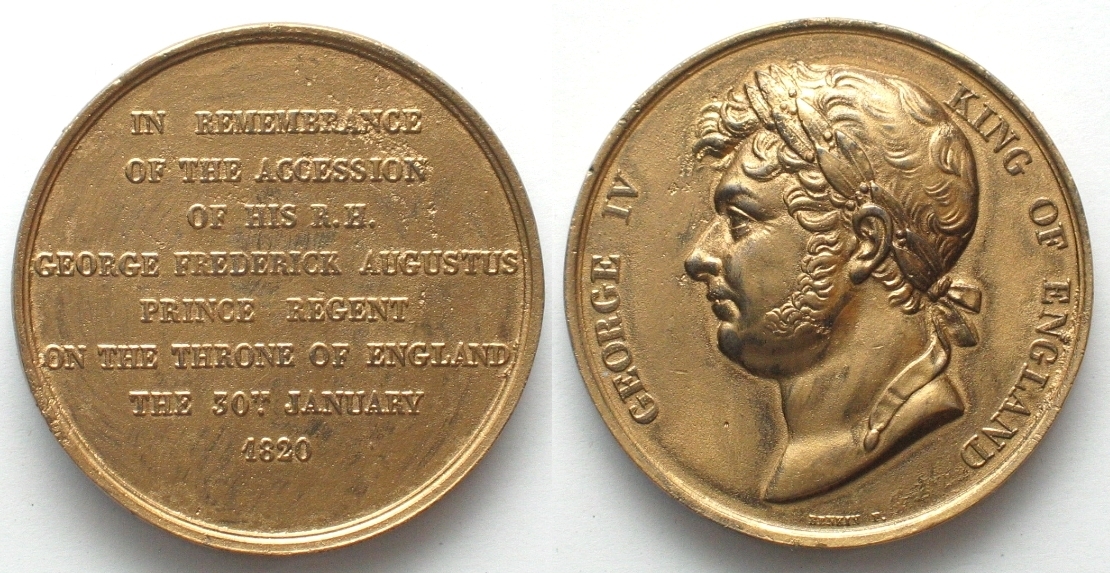 IN REMEMBRANCE
OF THE ACCESSION
OF HIS R.H.
GEORGE FREDERICK AUGUSTUS
PRINCE REGENT
ON THE THRONE OF ENGLAND
THE 30TY JANUARY
1820
GEORGE IV KING OF ENGLAND